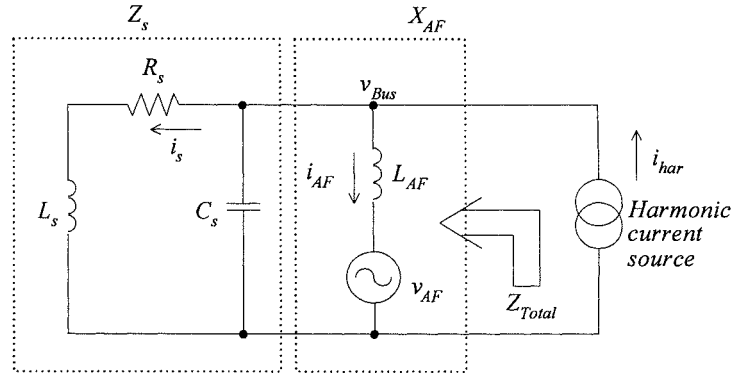 Z_s
X_AF
R_s
v_Bus
i_s
i_AF
L_AF
i_har
L_s
C_s
Harmonic
current
source
v_AF
Z_Total